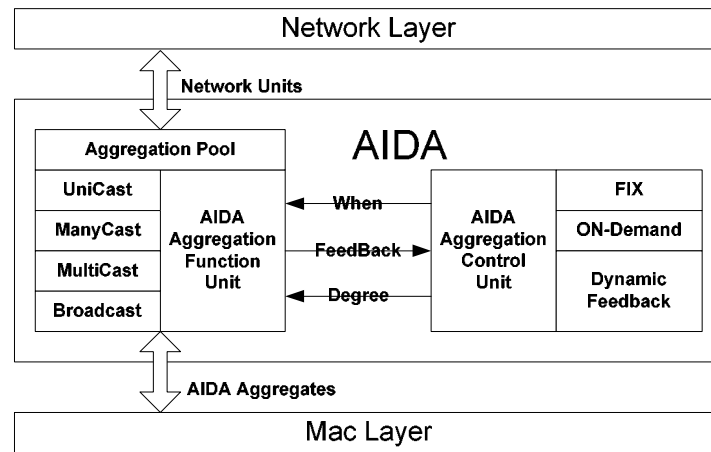 Network Layer
Network Units
AIDA
Aggregation Pool
UniCast
ManyCast
MultiCast
Broadcast
AIDA
Aggregation
Function
Unit
When
FeedBack
Degree
AIDA
Aggregation
Control
Unit
FIX
ON-Demand
Dynamic
Feedback
AIDA Aggregates
Mac Layer